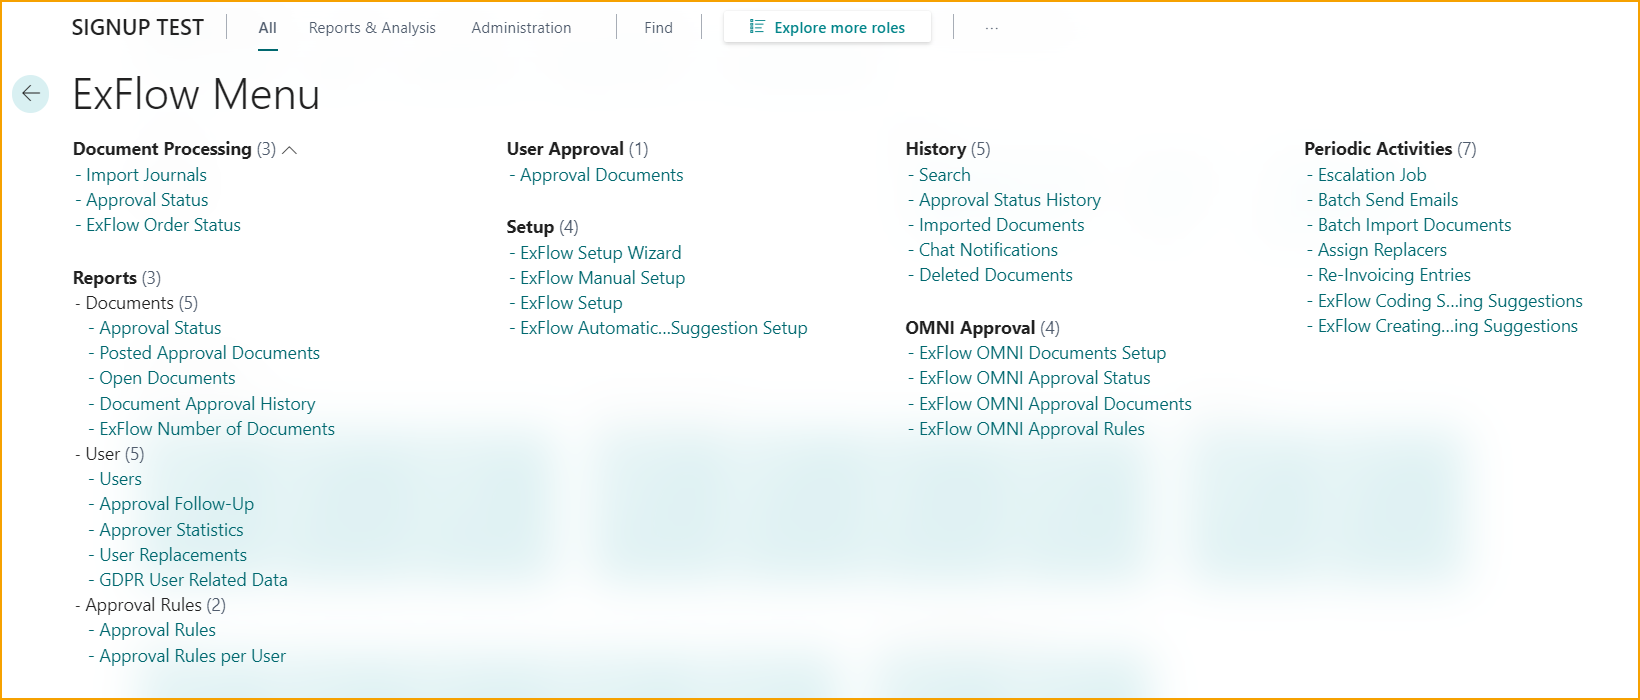 SIGNUP TEST
All
Reports & Analysis
Administration
Find
Explore more roles
...
ExFlow Menu
Document Processing (3)
- Import Journals
- Approval Status
- ExFlow Order Status
Reports (3)
- Documents (5)
- Approval Status
- Posted Approval Documents
- Open Documents
- Document Approval History
- ExFlow Number of Documents
- User (5)
- Users
- Approval Follow-Up
- Approver Statistics
- User Replacements
- GDPR User Related Data
- Approval Rules (2)
- Approval Rules
- Approval Rules per User
User Approval (1)
- Approval Documents
Setup (4)
- ExFlow Setup Wizard
- ExFlow Manual Setup
- ExFlow Setup
- ExFlow Automatic...Suggestion Setup
History (5)
- Search
- Approval Status History
- Imported Documents
- Chat Notifications
- Deleted Documents
OMNI Approval (4)
- ExFlow OMNI Documents Setup
- ExFlow OMNI Approval Status
- ExFlow OMNI Approval Documents
- ExFlow OMNI Approval Rules
Periodic Activities (7)
- Escalation Job
- Batch Send Emails
- Batch Import Documents
- Assign Replacers
- Re-Invoicing Entries
- ExFlow Coding S...ing Suggestions
- ExFlow Creating...ing Suggestions